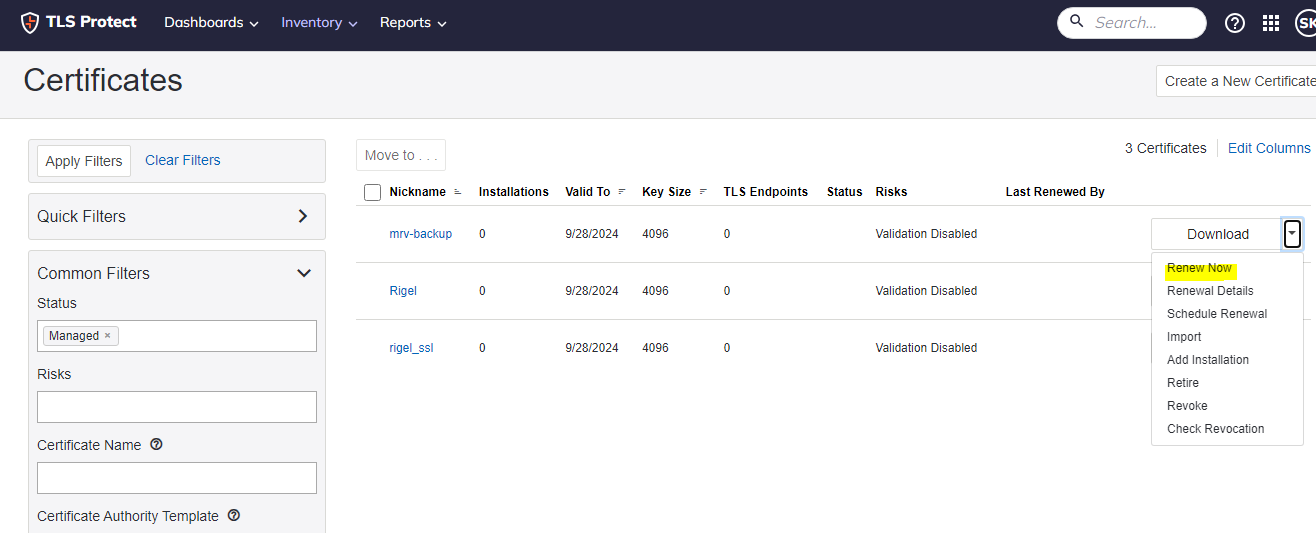 TLS Protect Dashboards Inventory Reports Search... SK
Certificates
Create a New Certificate
Apply Filters Clear Filters
Move to . . .
3 Certificates Edit Columns
Quick Filters
Common Filters
Status
Managed ×
Risks
Certificate Name ?
Certificate Authority Template ?
Nickname Installations Valid To Key Size TLS Endpoints Status Risks Last Renewed By
mrv-backup 0 9/28/2024 4096 0 Validation Disabled Download
Rigel 0 9/28/2024 4096 0 Validation Disabled
rigel_ssl 0 9/28/2024 4096 0 Validation Disabled
Renew Now
Renewal Details
Schedule Renewal
Import
Add Installation
Retire
Revoke
Check Revocation